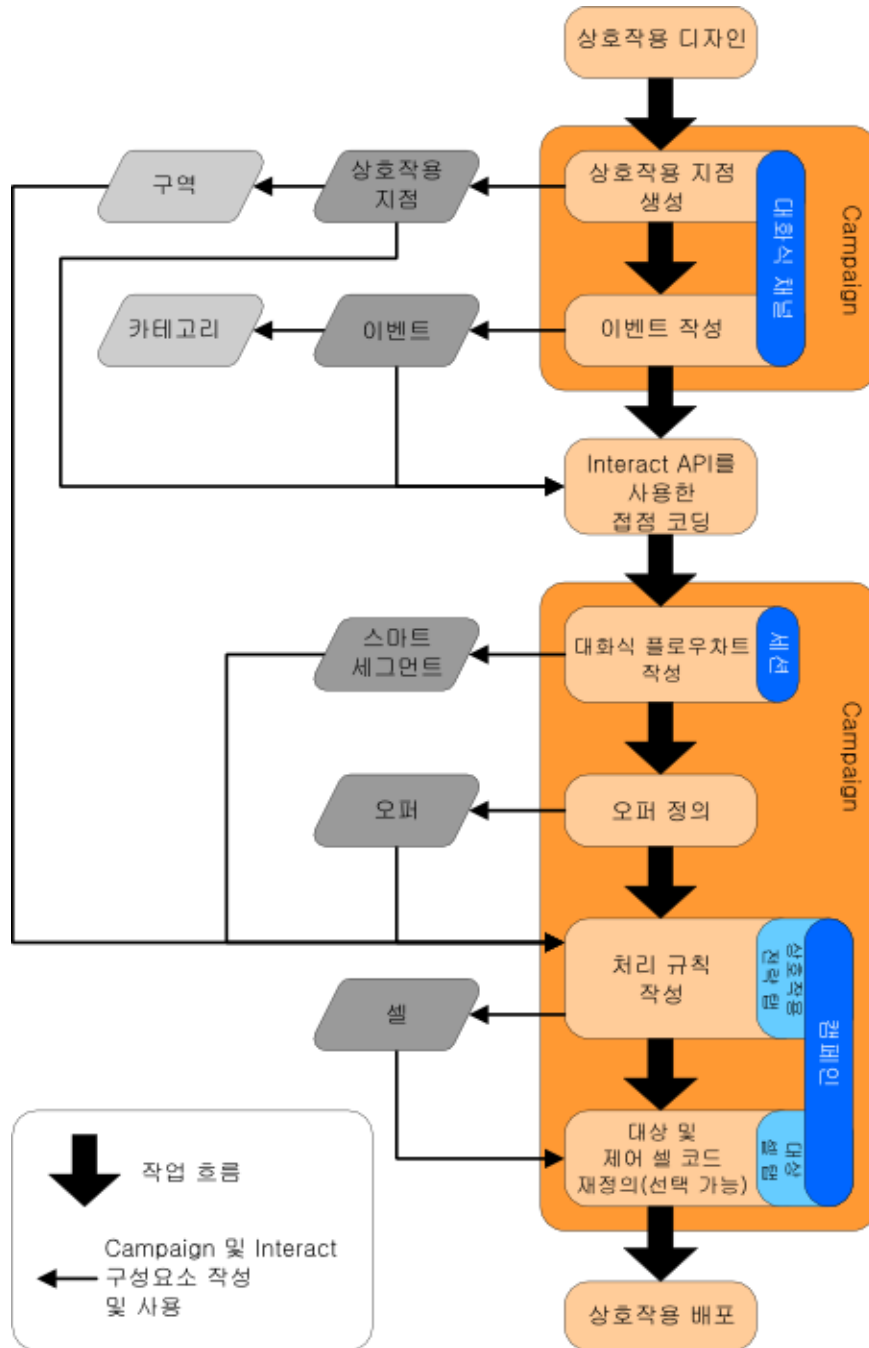 상호작용 디자인
구역
상호작용
지점
상호작용 지점
생성
대화식 채널
Campaign
카테고리
이벤트
이벤트 작성
Interact API를
사용한
접점 코딩
스마트
세그먼트
대화식 플로우차트
작성
세션
Campaign
오퍼
오퍼 정의
처리 규칙
작성
상호작용
전략 탭
캠페인
셀
대상 및
제어 셀 코드
재정의(선택 가능)
대상
셀 탭
작업 흐름
Campaign 및 Interact
구성요소 작성
및 사용
상호작용 배포